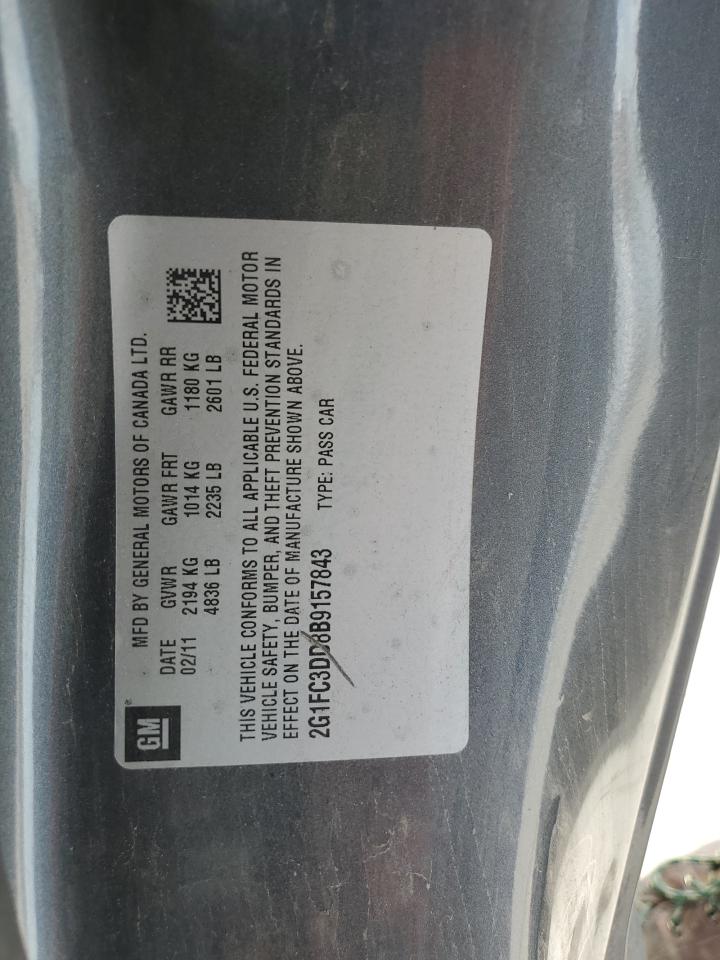 GM
MFD BY GENERAL MOTORS OF CANADA LTD.
DATE GVWR GAWR FRT GAWR RR
02/11 2194 KG 1014 KG 1180 KG
4836 LB 2235 LB 2601 LB
THIS VEHICLE CONFORMS TO ALL APPLICABLE U.S. FEDERAL MOTOR
VEHICLE SAFETY, BUMPER, AND THEFT PREVENTION STANDARDS IN
EFFECT ON THE DATE OF MANUFACTURE SHOWN ABOVE.
2G1FC3DD8B9157843 TYPE: PASS CAR